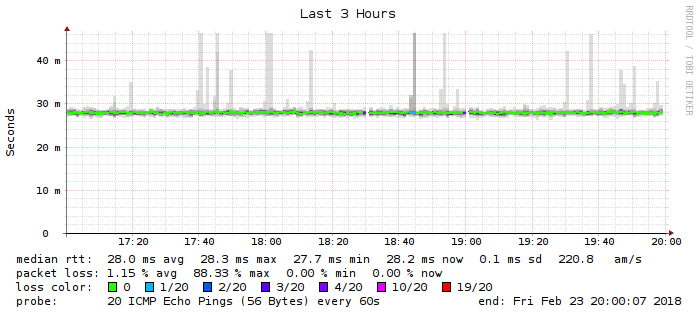 Last 3 Hours
RRDTOOL / TOBI OETIKER
Seconds
40 m
30 m
20 m
10 m
0
17:20 17:40 18:00 18:20 18:40 19:00 19:20 19:40 20:00
median rtt: 28.0 ms avg 28.3 ms max 27.7 ms min 28.2 ms now 0.1 ms sd 220.8 am/s
packet loss: 1.15 % avg 88.33 % max 0.00 % min 0.00 % now
loss color: 0 1/20 2/20 3/20 4/20 10/20 19/20
probe: 20 ICMP Echo Pings (56 Bytes) every 60s end: Fri Feb 23 20:00:07 2018